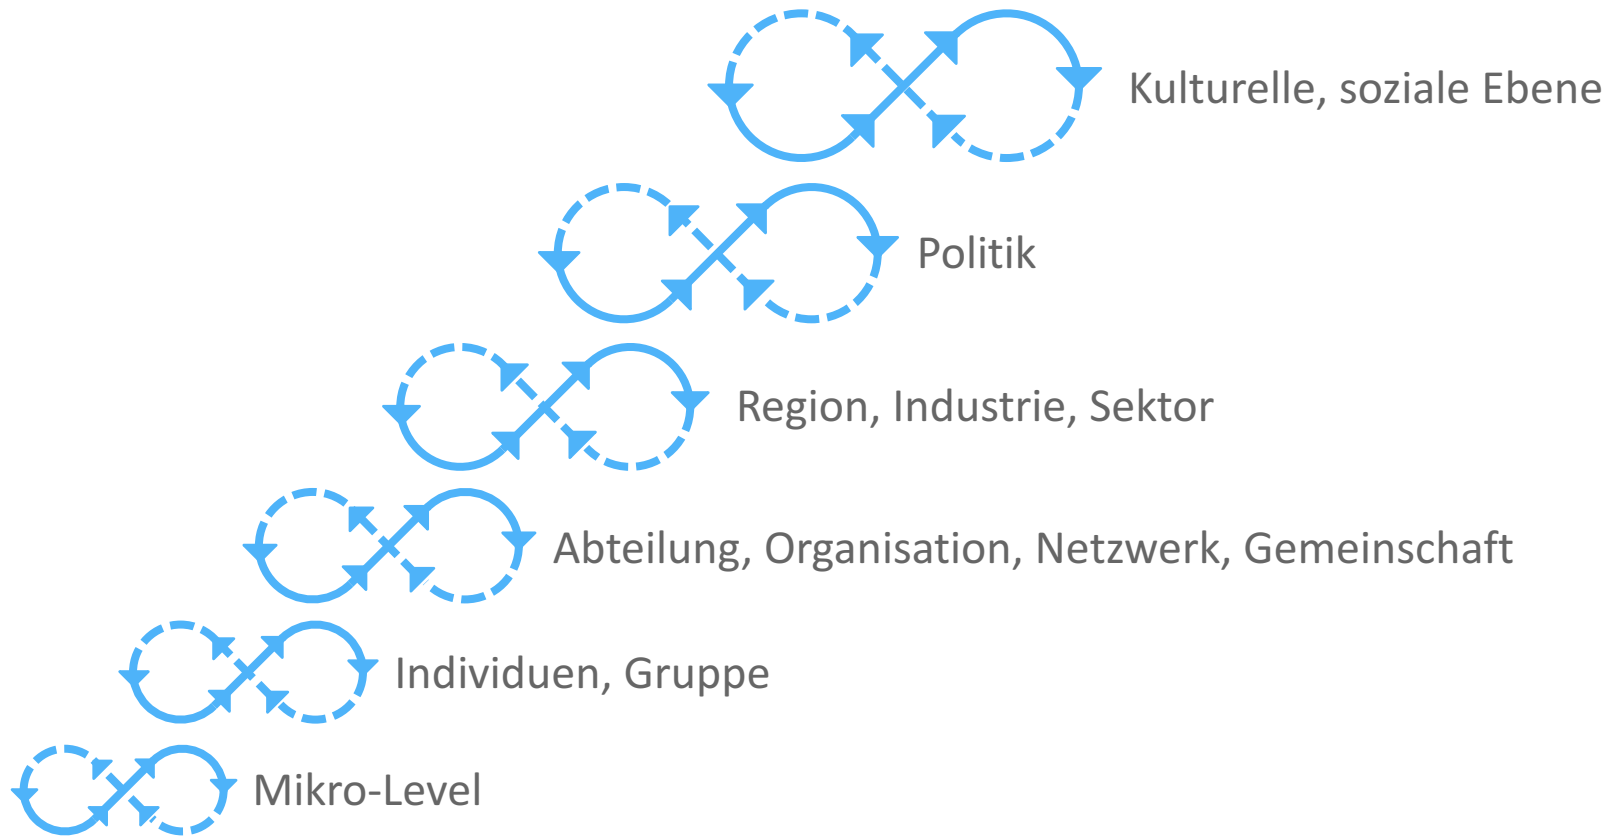 Kulturelle, soziale Ebene
Politik
Region, Industrie, Sektor
Abteilung, Organisation, Netzwerk, Gemeinschaft
Individuen, Gruppe
Mikro-Level